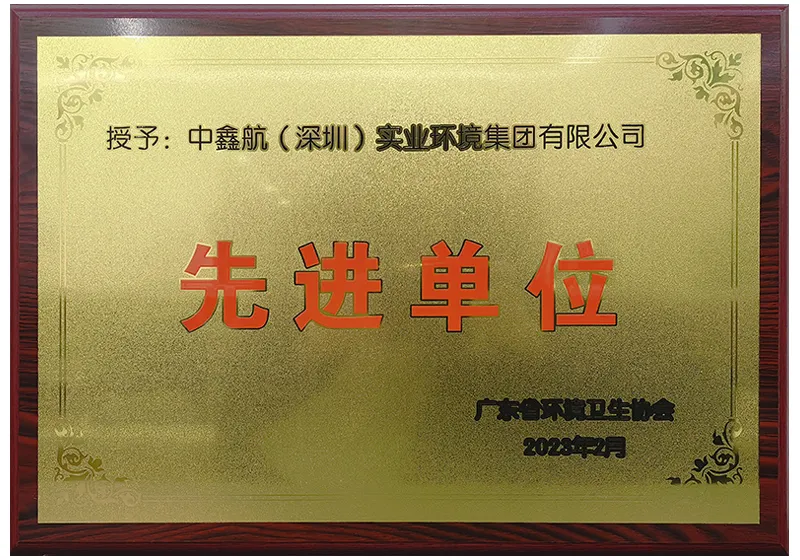 授予：中鑫航（深圳）实业环境集团有限公司
先进单位
广东省环境卫生协会
2023年2月